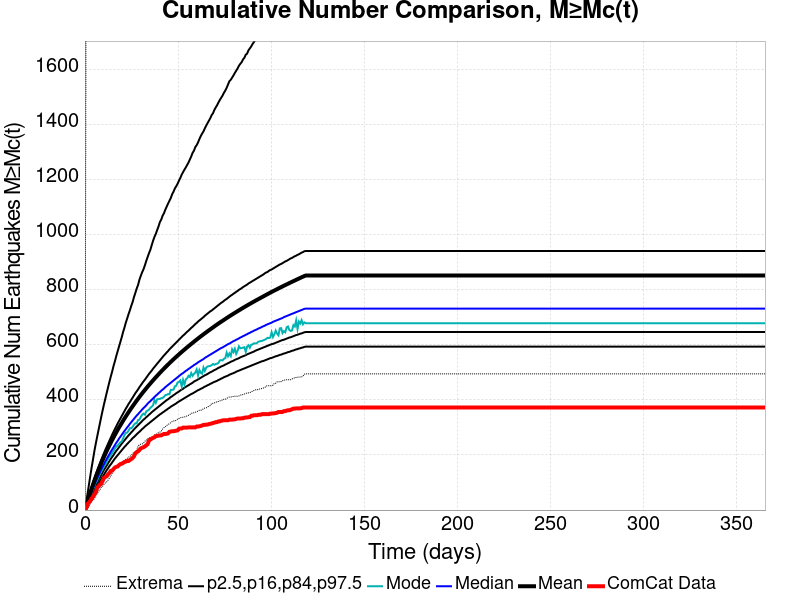 Cumulative Number Comparison, M≥Mc(t)
Cumulative Num Earthquakes M≥Mc(t)
1600
1400
1200
1000
800
600
400
200
0
0 50 100 150 200 250 300 350
Time (days)
Extrema p2.5,p16,p84,p97.5 Mode Median Mean ComCat Data